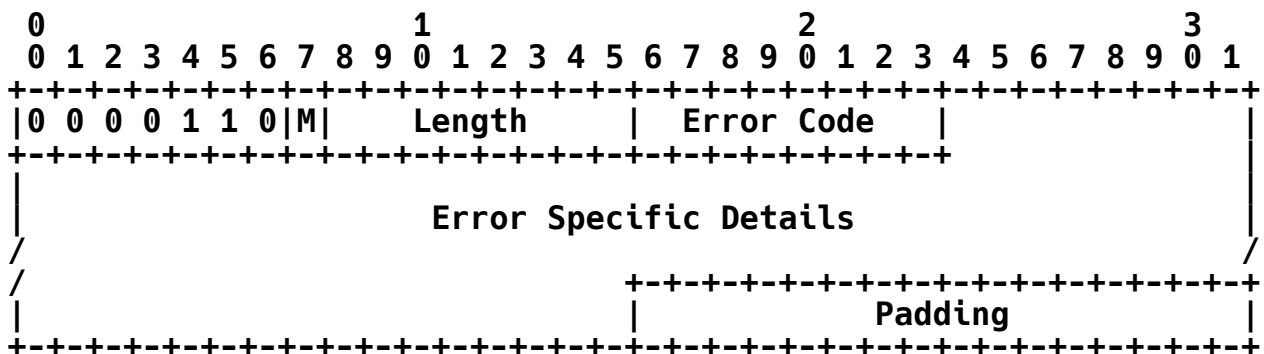 0                   1                   2                   3
 0 1 2 3 4 5 6 7 8 9 0 1 2 3 4 5 6 7 8 9 0 1 2 3 4 5 6 7 8 9 0 1
+-+-+-+-+-+-+-+-+-+-+-+-+-+-+-+-+-+-+-+-+-+-+-+-+-+-+-+-+-+-+-+-+
|0 0 0 0 1 1 0|M|    Length     |  Error Code   |               |
+-+-+-+-+-+-+-+-+-+-+-+-+-+-+-+-+-+-+-+-+-+-+-+-+               |
|                                                               |
|                     Error Specific Details                    |
/                                                               /
/                               +-+-+-+-+-+-+-+-+-+-+-+-+-+-+-+-+
|                               |            Padding            |
+-+-+-+-+-+-+-+-+-+-+-+-+-+-+-+-+-+-+-+-+-+-+-+-+-+-+-+-+-+-+-+-+